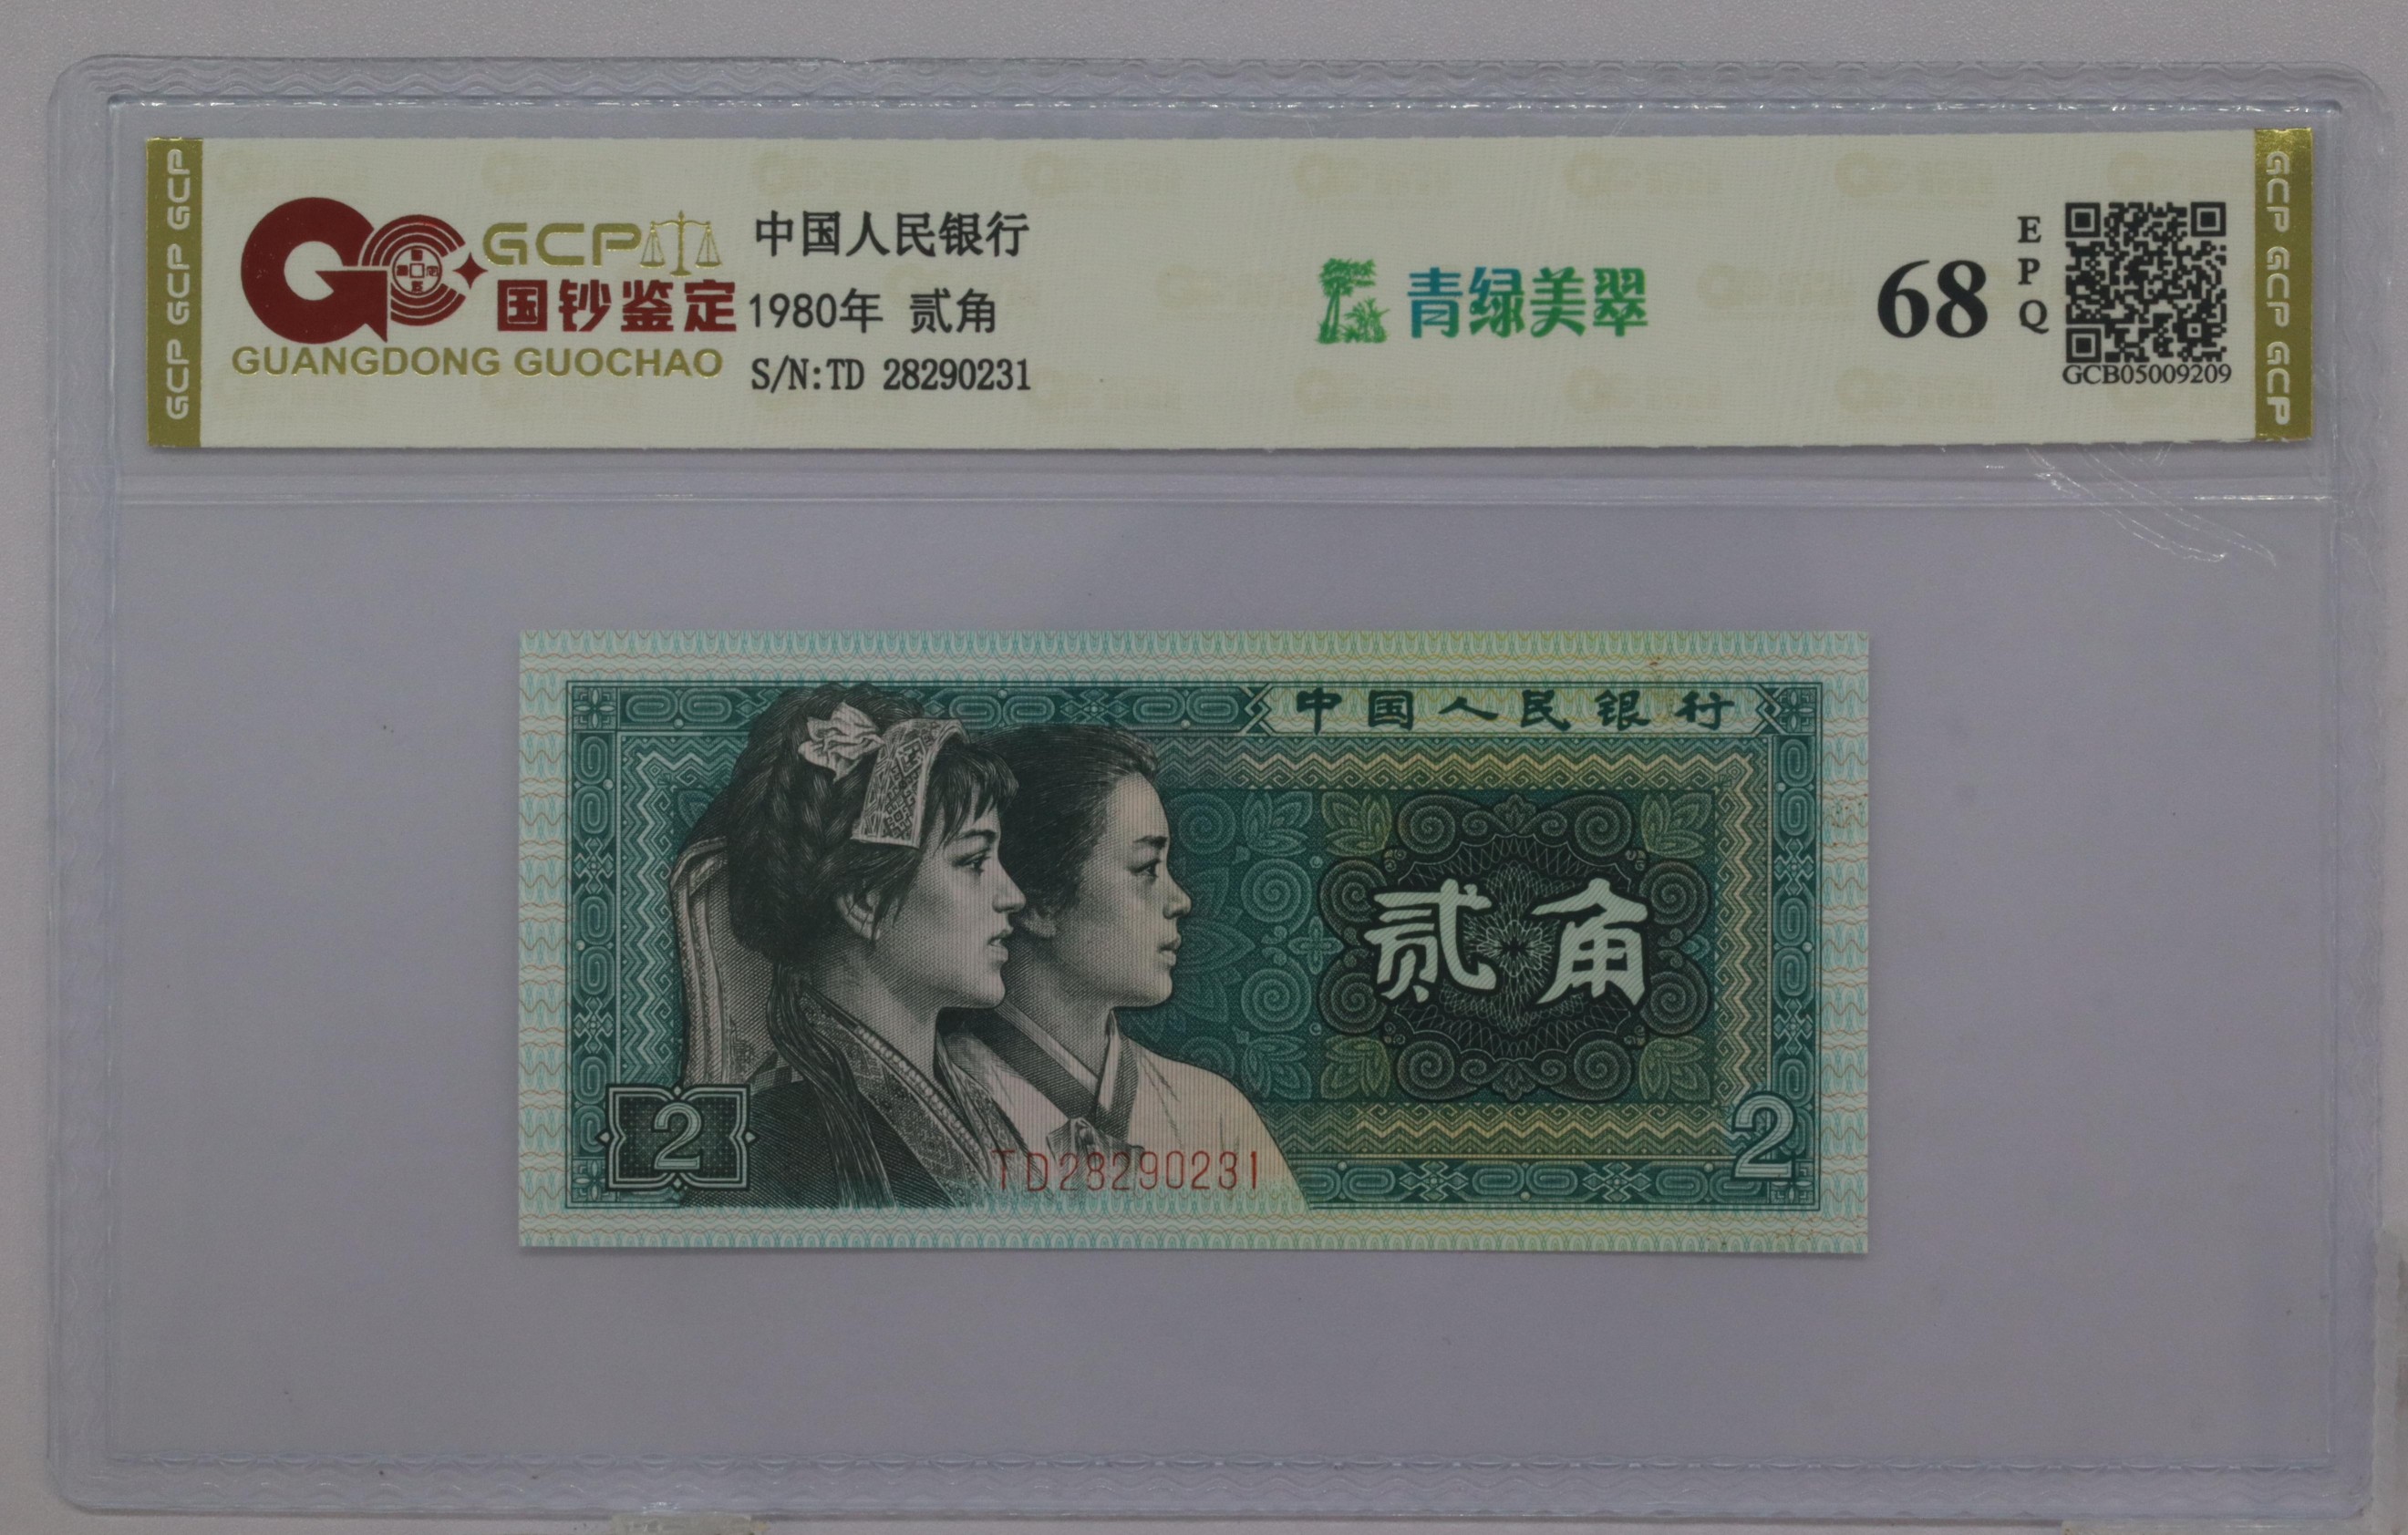 GCP GCP GCP
GCP
国钞鉴定
GUANGDONG GUOCHAO
中国人民银行
1980年 贰角
S/N:TD 28290231
青绿美翠
68
EPQ
GCB05009209
GCP GCP GCP
中国人民银行
贰角
2
TD28290231
2